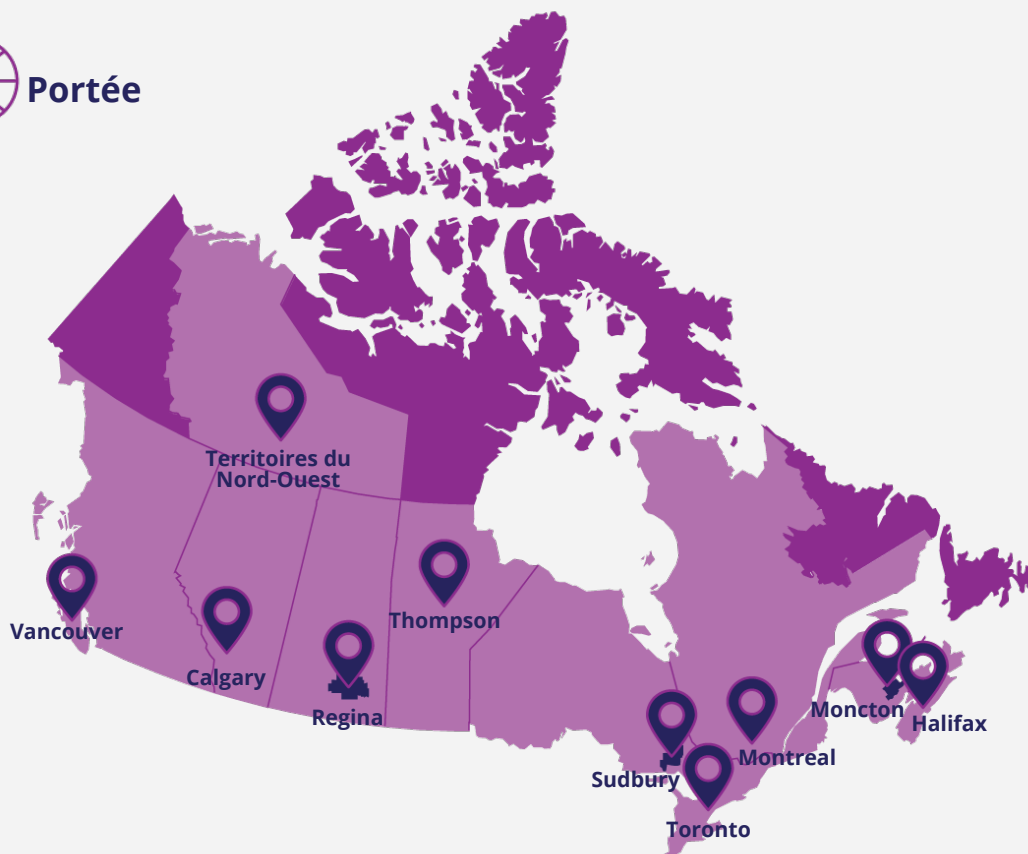 Portée
Territoires du
Nord-Ouest
Thompson
Vancouver
Calgary
Regina
Moncton
Halifax
Montreal
Sudbury
Toronto